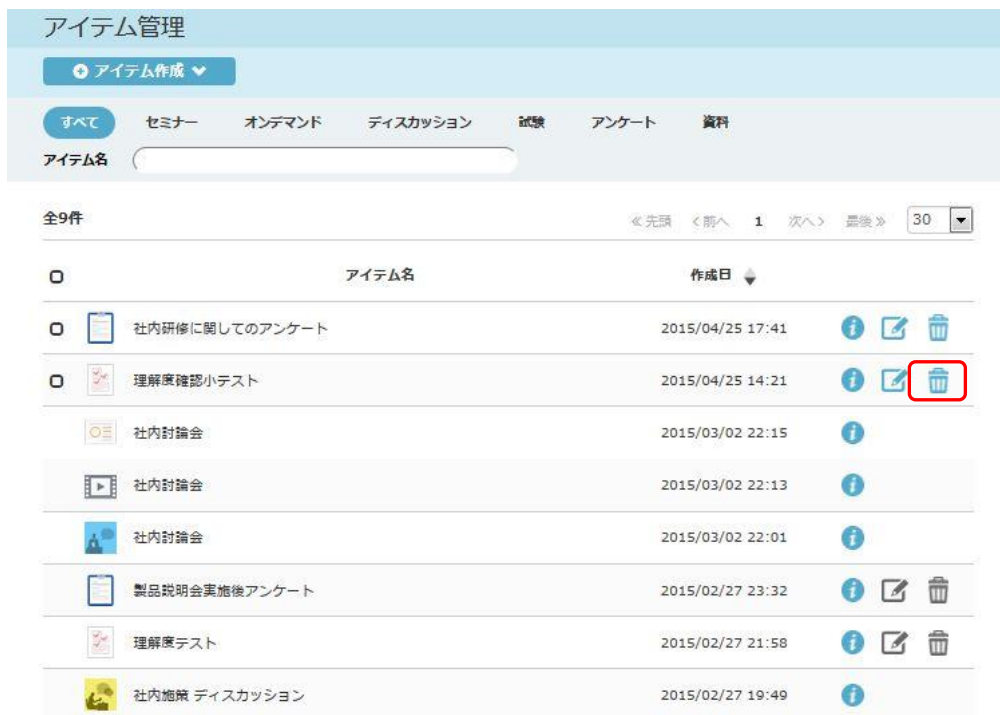 アイテム管理
アイテム作成
すべて セミナー オンデマンド ディスカッション 試験 アンケート 資料
アイテム名
全9件 ≪先頭 <前へ 1 次へ> 最後≫ 30
アイテム名 作成日
社内研修に関してのアンケート 2015/04/25 17:41
理解度確認小テスト 2015/04/25 14:21
社内討論会 2015/03/02 22:15
社内討論会 2015/03/02 22:13
社内討論会 2015/03/02 22:01
製品説明会実施後アンケート 2015/02/27 23:32
理解度テスト 2015/02/27 21:58
社内施策 ディスカッション 2015/02/27 19:49